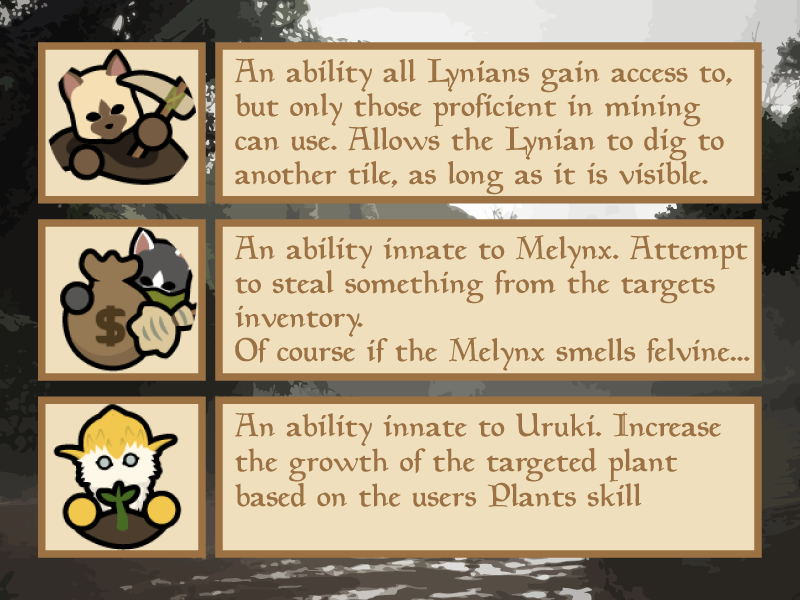 An ability all Lynians gain access to,
but only those proficient in mining
can use. Allows the Lynian to dig to
another tile, as long as it is visible.
$
An ability innate to Melynx. Attempt
to steal something from the targets
inventory.
Of course if the Melynx smells felvine...
An ability innate to Uruki. Increase
the growth of the targeted plant
based on the users Plants skill